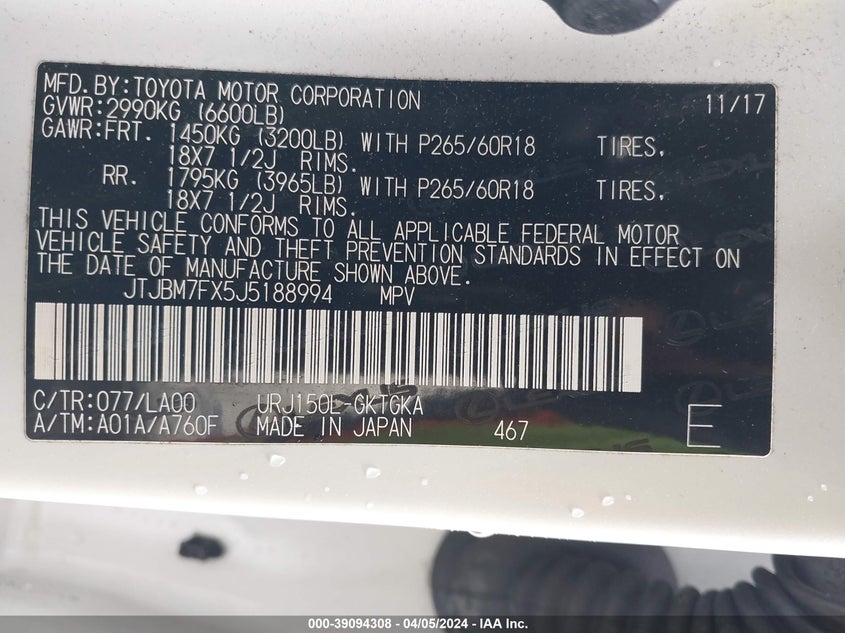 MFD.BY:TOYOTA MOTOR CORPORATION 11/17
GVWR:2990KG (6600LB)
GAWR:FRT. 1450KG (3200LB) WITH P265/60R18 TIRES,
18X7 1/2J RIMS.
RR. 1795KG (3965LB) WITH P265/60R18 TIRES,
18X7 1/2J RIMS.
THIS VEHICLE CONFORMS TO ALL APPLICABLE FEDERAL MOTOR
VEHICLE SAFETY AND THEFT PREVENTION STANDARDS IN EFFECT ON
THE DATE OF MANUFACTURE SHOWN ABOVE.
JTJBM7FX5J5188994 MPV
C/TR:077/LA00 URJ150L-GKTGKA
A/TM:A01A/A760F MADE IN JAPAN 467 E
000-39094308 - 04/05/2024 - IAA Inc.